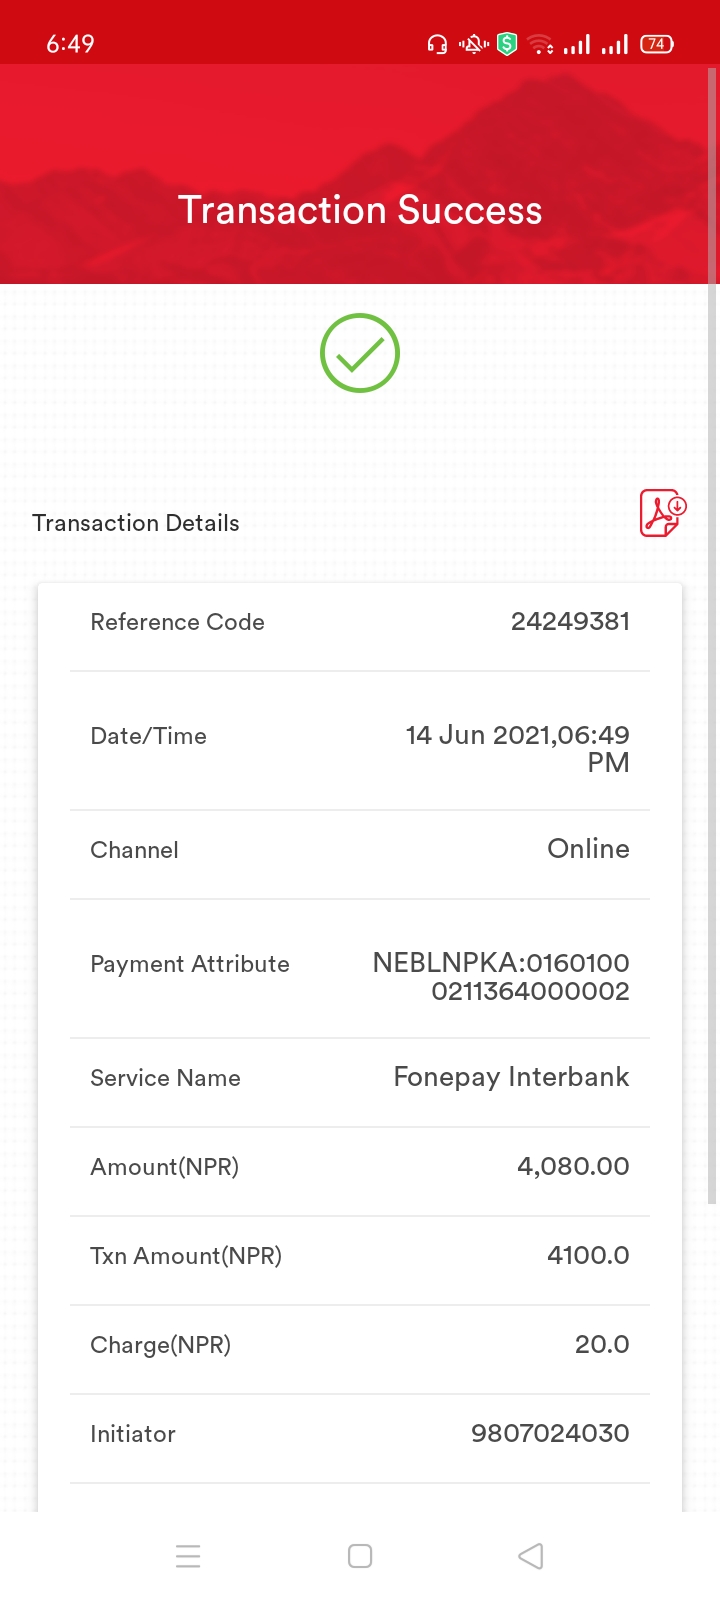 6:49
74
Transaction Success
Transaction Details
Reference Code 24249381
Date/Time 14 Jun 2021,06:49
PM
Channel Online
Payment Attribute NEBLNPKA:0160100
0211364000002
Service Name Fonepay Interbank
Amount(NPR) 4,080.00
Txn Amount(NPR) 4100.0
Charge(NPR) 20.0
Initiator 9807024030